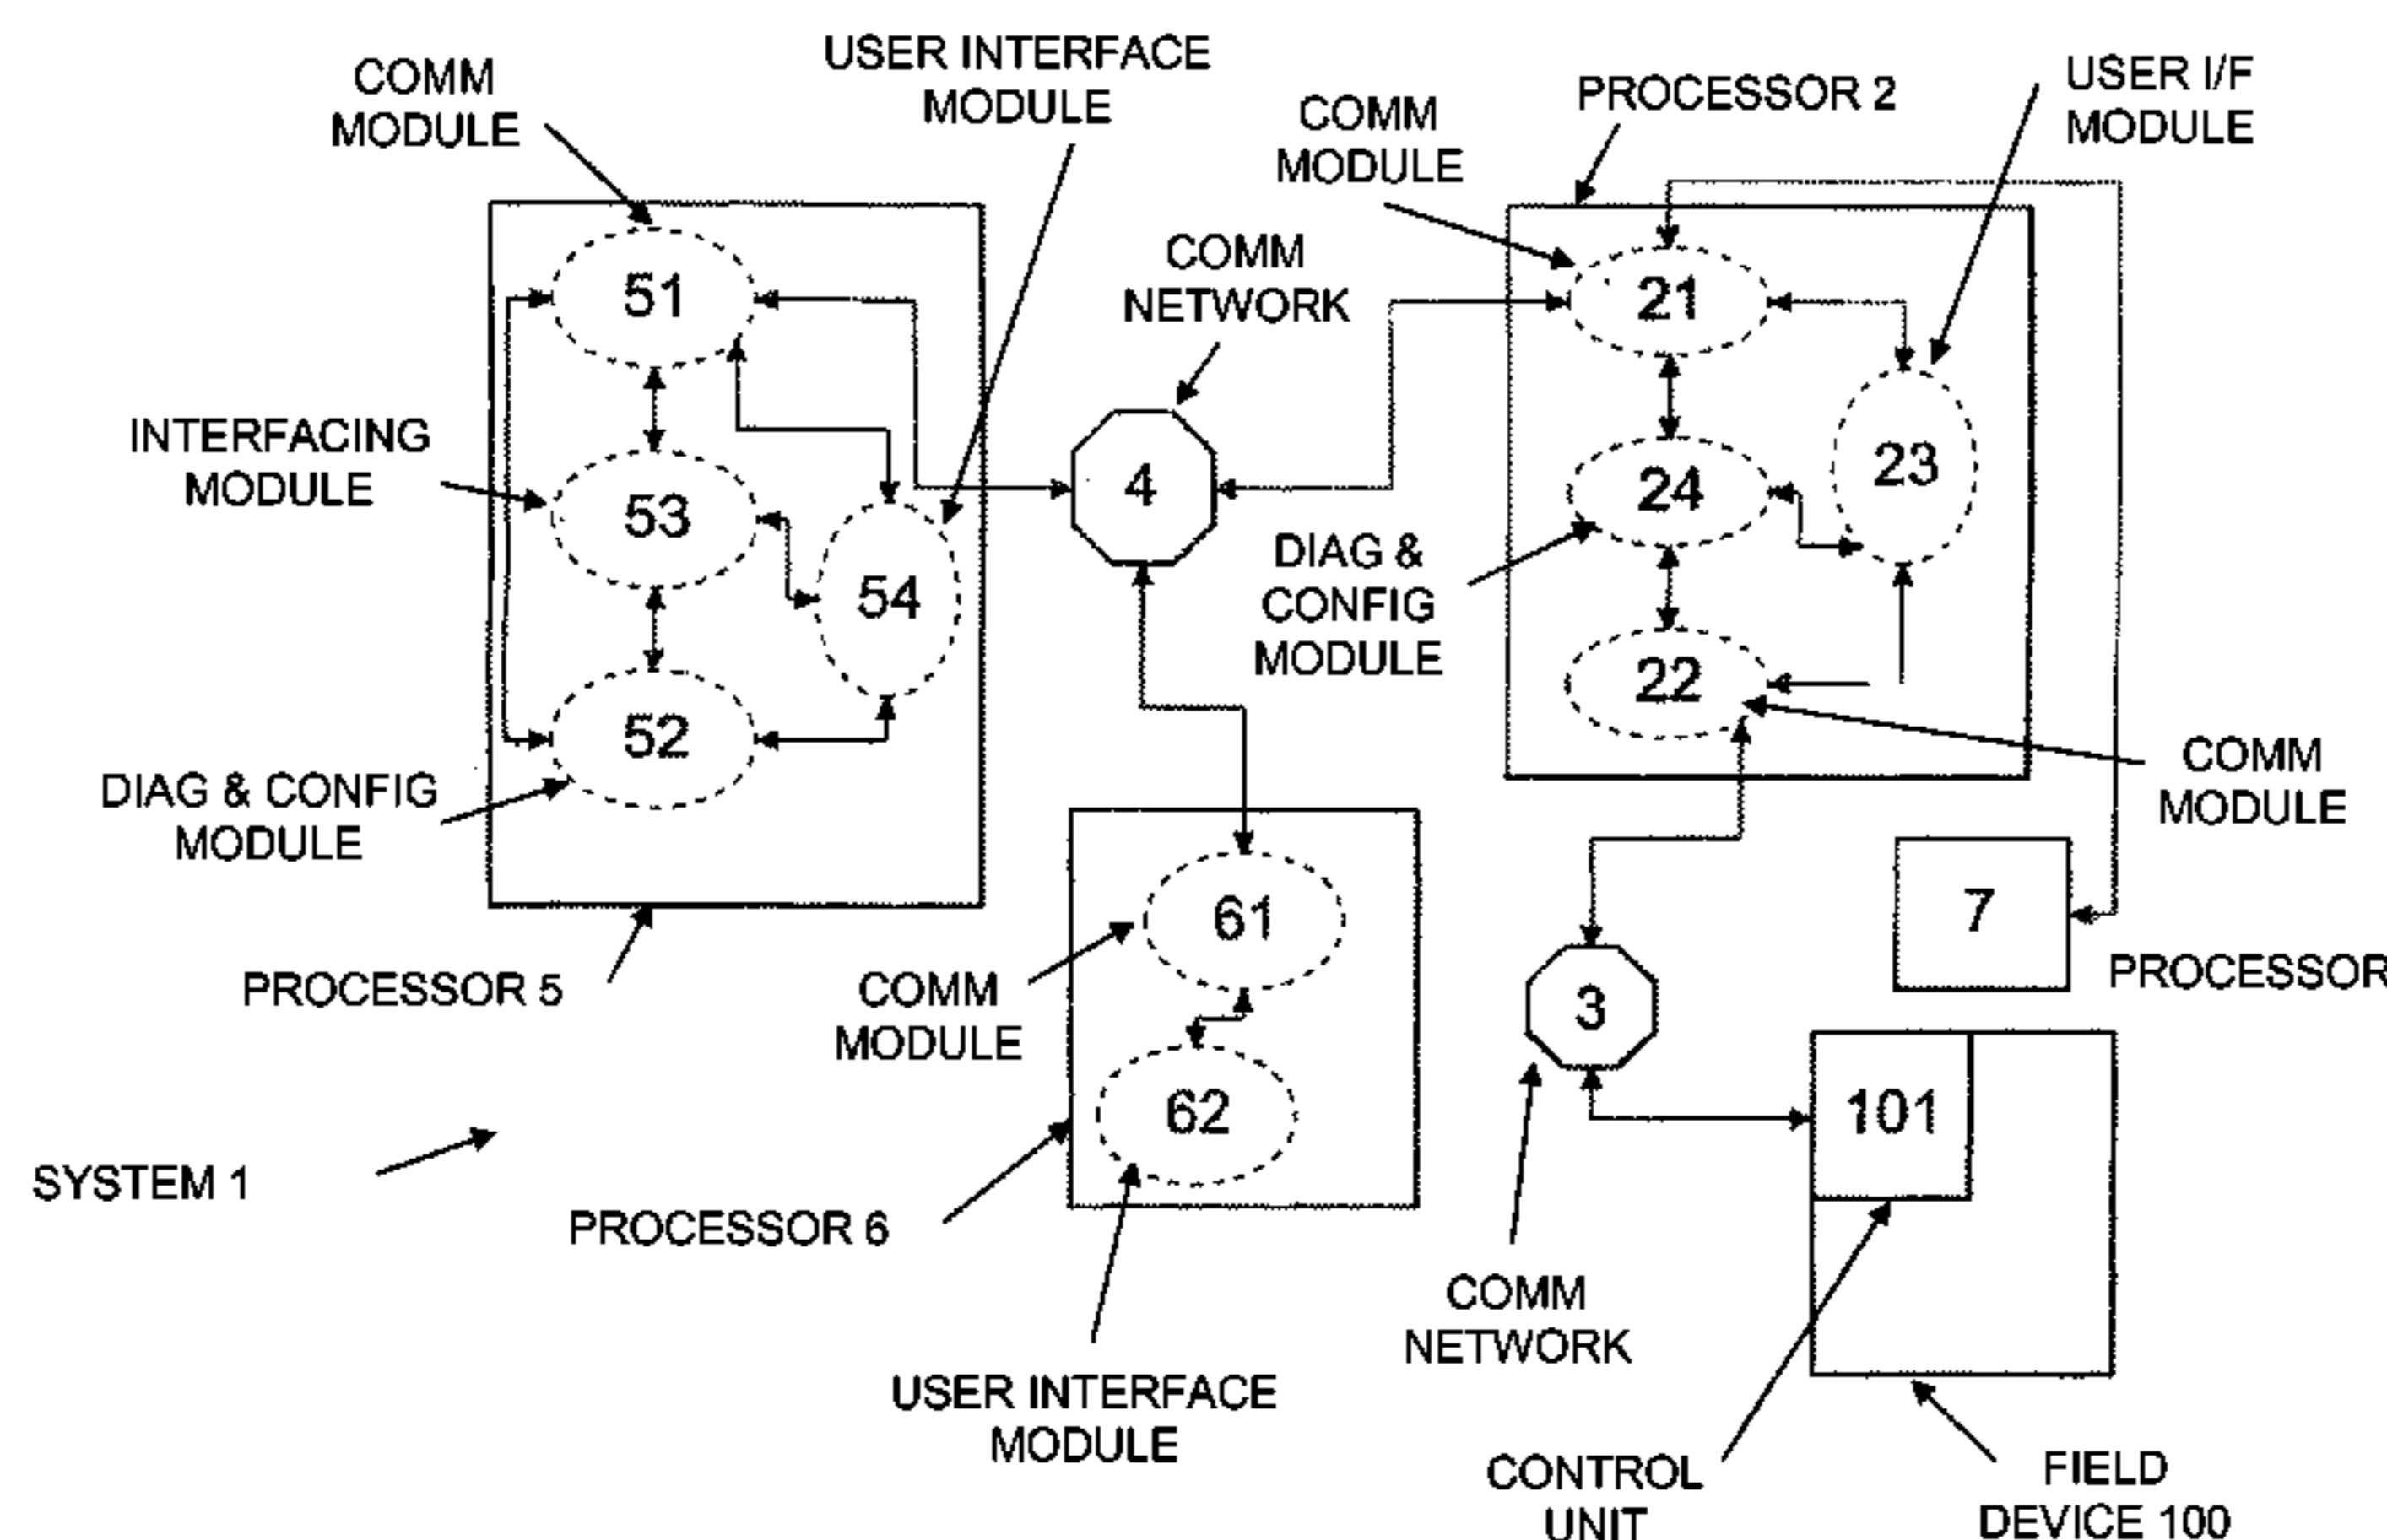 COMM
MODULE
USER INTERFACE
MODULE
COMM
MODULE
PROCESSOR 2
USER I/F
MODULE
COMM
NETWORK
51
21
INTERFACING
MODULE
53
54
4
24
23
DIAG &
CONFIG
MODULE
52
22
DIAG & CONFIG
MODULE
COMM
MODULE
PROCESSOR 5
61
COMM
MODULE
7
PROCESSOR
3
62
101
SYSTEM 1
PROCESSOR 6
COMM
NETWORK
USER INTERFACE
MODULE
CONTROL
UNIT
FIELD
DEVICE 100